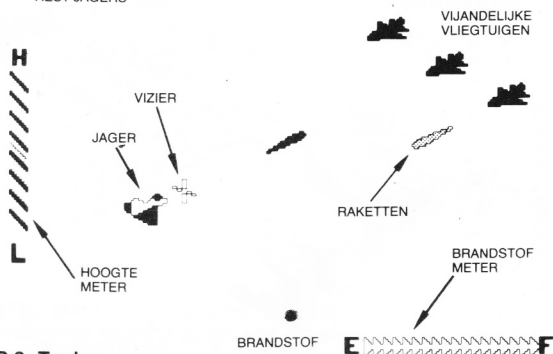 VIJANDELIJKE
VLIEGTUIGEN
H
VIZIER
JAGER
RAKETTEN
L
HOOGTE
METER
BRANDSTOF
METER
BRANDSTOF
E F